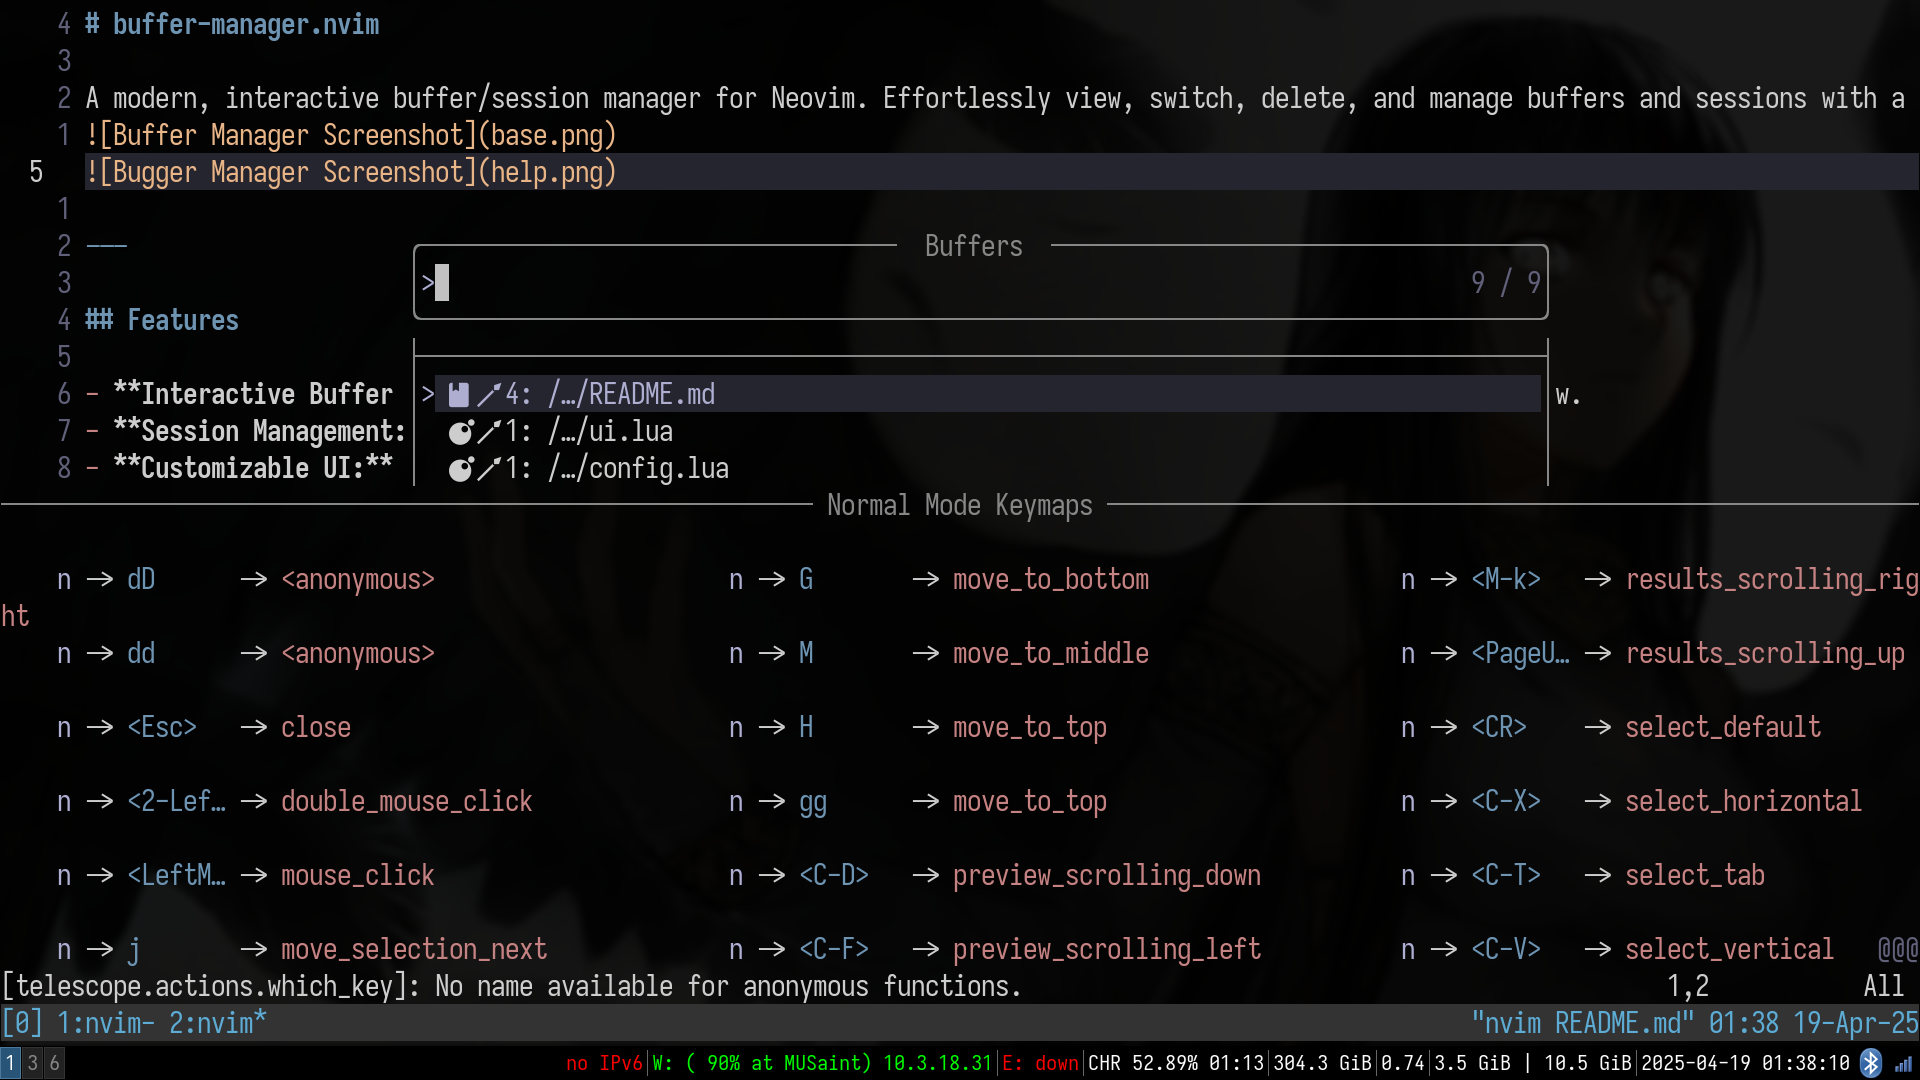 4 # buffer-manager.nvim
3
2 A modern, interactive buffer/session manager for Neovim. Effortlessly view, switch, delete, and manage buffers and sessions with a
1 ![Buffer Manager Screenshot](base.png)
5 ![Bugger Manager Screenshot](help.png)
1
2 ---
Buffers
3
> 9 / 9
4 ## Features
5
6 - **Interactive Buffer > 4: /…/README.md w.
7 - **Session Management: 1: /…/ui.lua
8 - **Customizable UI:** 1: /…/config.lua
Normal Mode Keymaps
n → dD → <anonymous> n → G → move_to_bottom n → <M-k> → results_scrolling_rig
ht
n → dd → <anonymous> n → M → move_to_middle n → <PageU… → results_scrolling_up
n → <Esc> → close n → H → move_to_top n → <CR> → select_default
n → <2-Lef… → double_mouse_click n → gg → move_to_top n → <C-X> → select_horizontal
n → <LeftM… → mouse_click n → <C-D> → preview_scrolling_down n → <C-T> → select_tab
n → j → move_selection_next n → <C-F> → preview_scrolling_left n → <C-V> → select_vertical @@@
[telescope.actions.which_key]: No name available for anonymous functions. 1,2 All
[0] 1:nvim- 2:nvim* "nvim README.md" 01:38 19-Apr-25
1 3 6 no IPv6|W: ( 90% at MUSaint) 10.3.18.31|E: down|CHR 52.89% 01:13|304.3 GiB|0.74|3.5 GiB | 10.5 GiB|2025-04-19 01:38:10